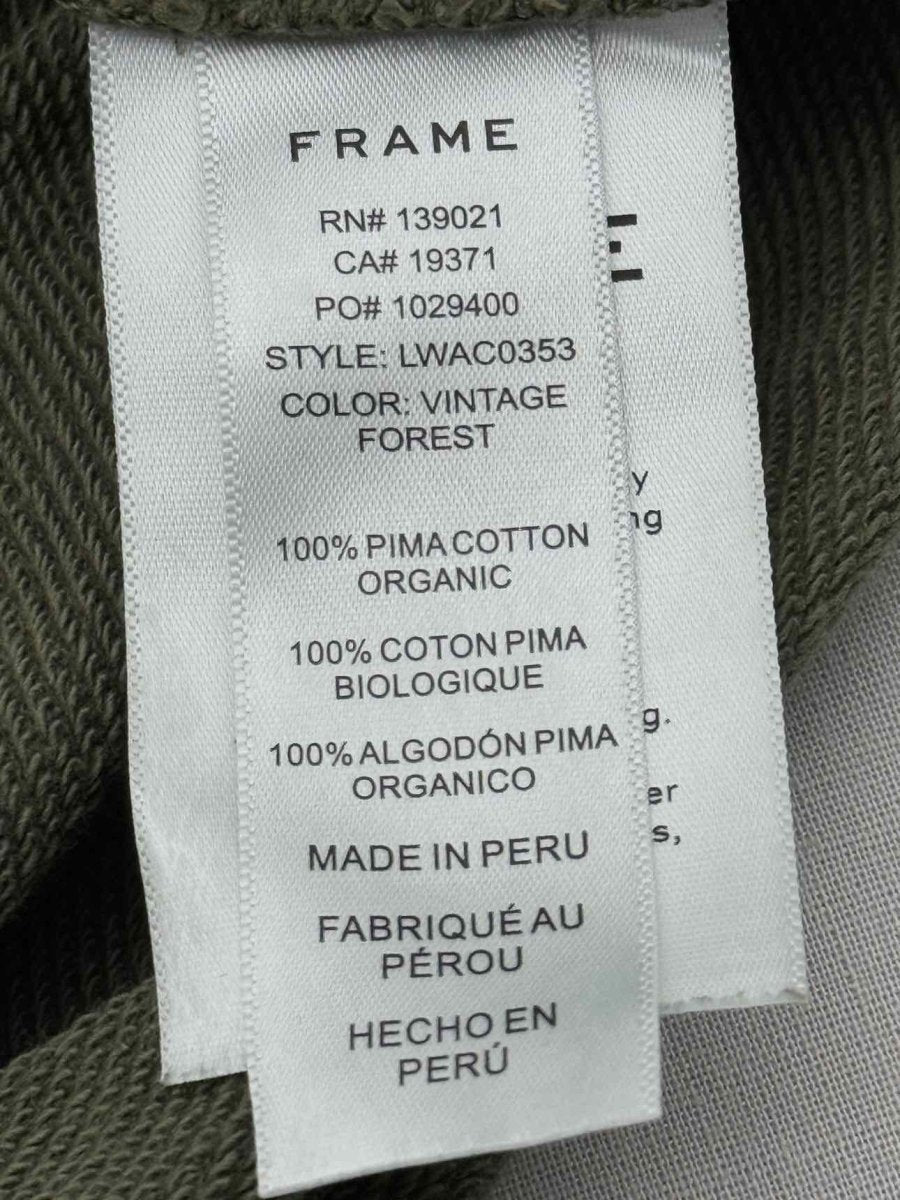 FRAME
RN# 139021
CA# 19371
PO# 1029400
STYLE: LWAC0353
COLOR: VINTAGE
FOREST
100% PIMA COTTON
ORGANIC
100% COTON PIMA
BIOLOGIQUE
100% ALGODÓN PIMA
ORGANICO
MADE IN PERU
FABRIQUÉ AU
PÉROU
HECHO EN
PERÚ